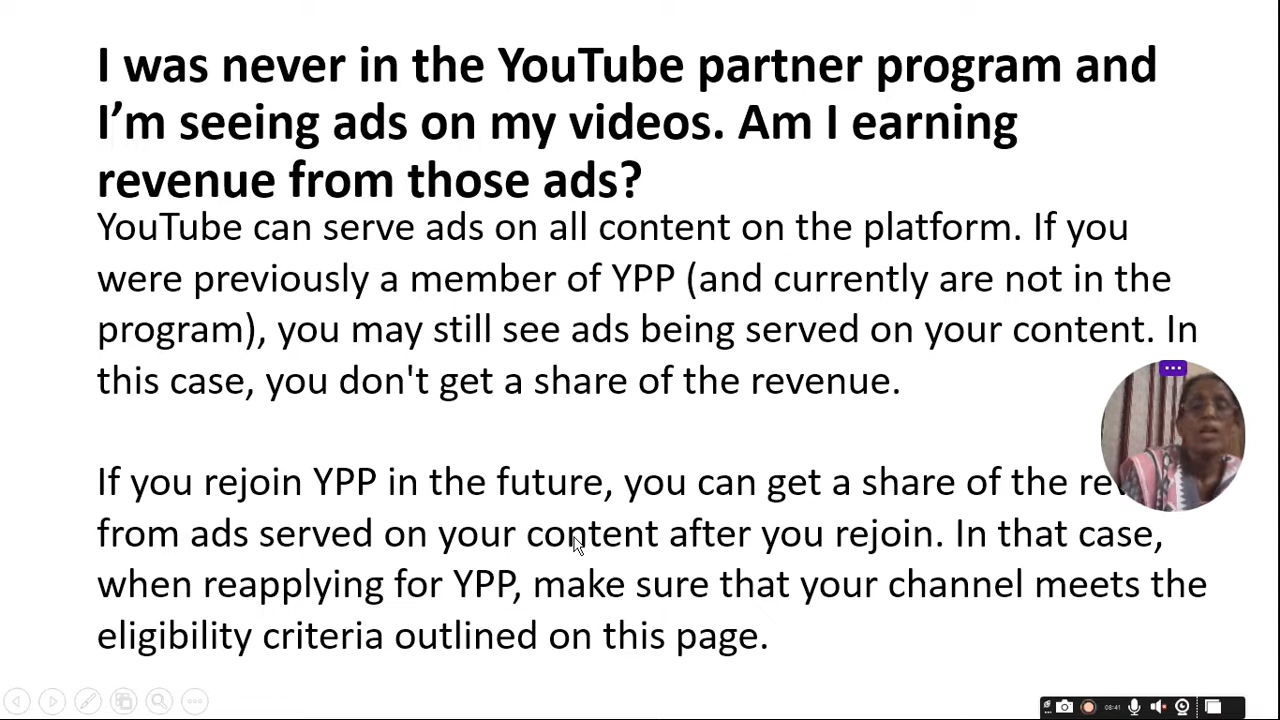 I was never in the YouTube partner program and
I’m seeing ads on my videos. Am I earning
revenue from those ads?
YouTube can serve ads on all content on the platform. If you
were previously a member of YPP (and currently are not in the
program), you may still see ads being served on your content. In
this case, you don't get a share of the revenue.
If you rejoin YPP in the future, you can get a share of the
from ads served on your content after you rejoin. In that case,
when reapplying for YPP, make sure that your channel meets the
eligibility criteria outlined on this page.
08:41